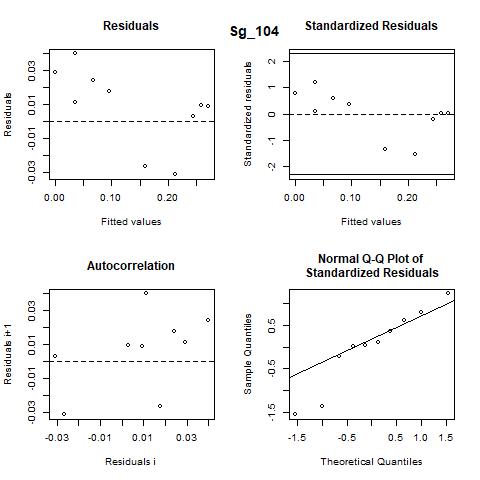 Sg_104
Residuals
Residuals
-0.03 -0.01 0.01 0.03
0.00 0.10 0.20
Fitted values
Standardized Residuals
Standardized residuals
-2 -1 0 1 2
0.00 0.10 0.20
Fitted values
Autocorrelation
Residuals i+1
-0.03 -0.01 0.01 0.03
-0.03 -0.01 0.01 0.03
Residuals i
Normal Q-Q Plot of
Standardized Residuals
Sample Quantiles
-1.5 -0.5 0.5
-1.5 -0.5 0.5 1.0 1.5
Theoretical Quantiles